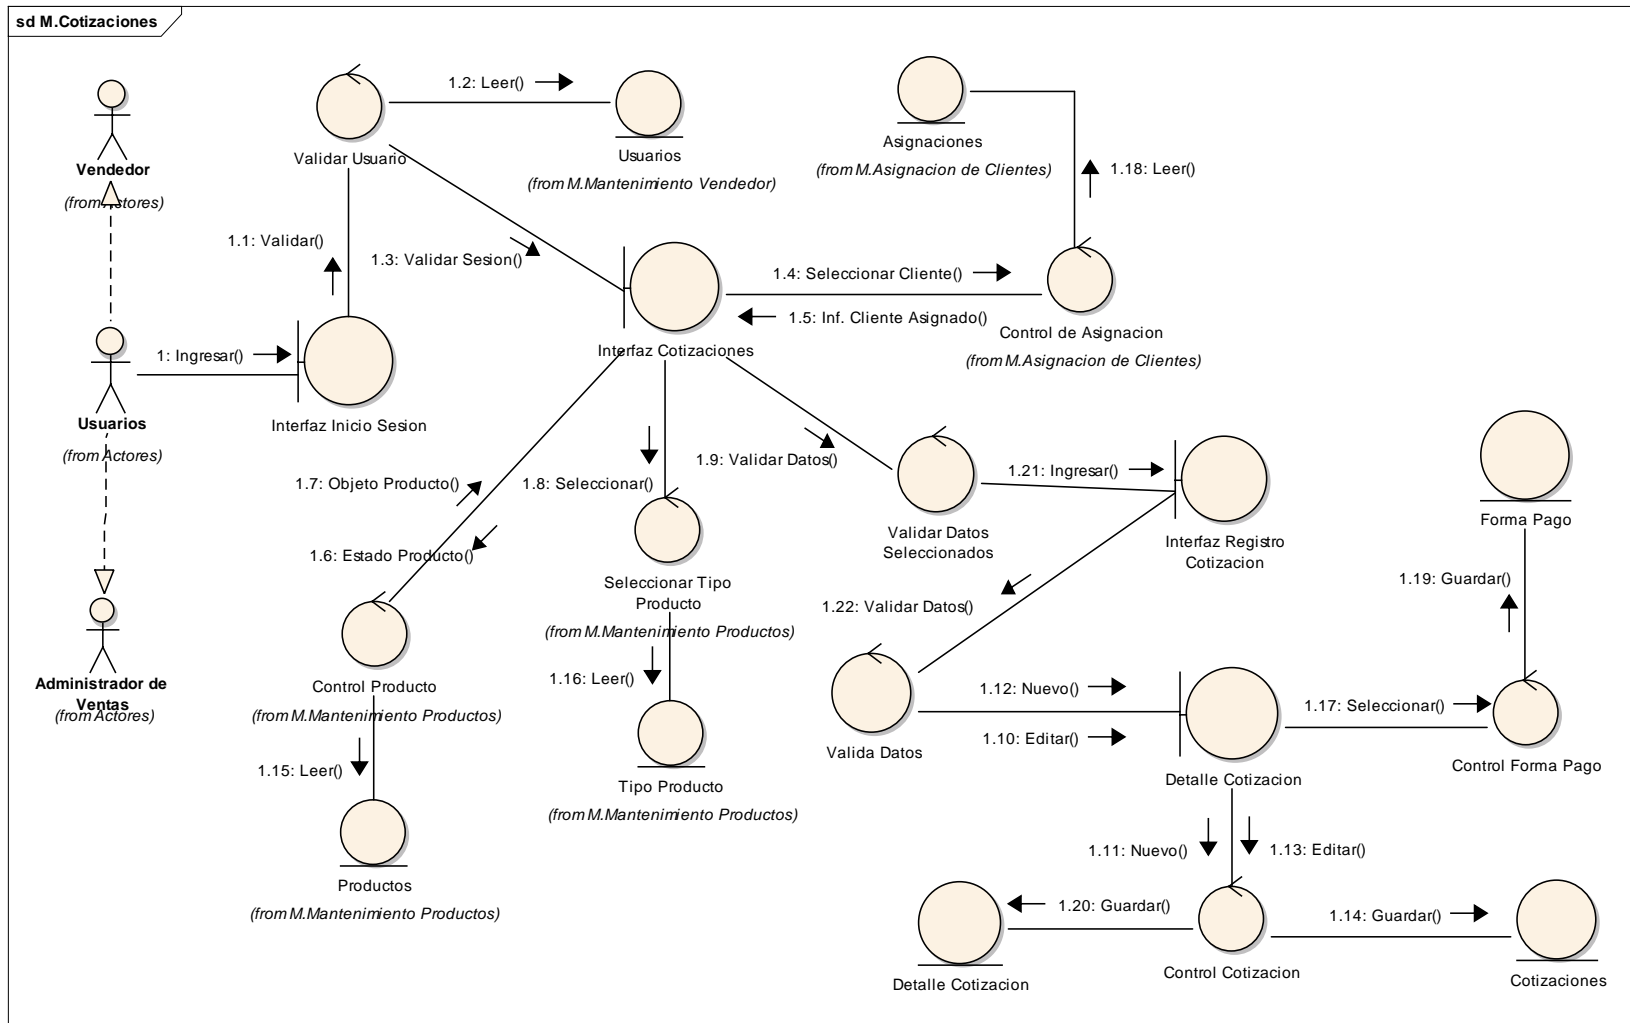 sd M.Cotizaciones
Vendedor
(from Actores)
Usuarios
(from Actores)
Administrador de
Ventas
(from Actores)
1: Ingresar()
Interfaz Inicio Sesion
1.1: Validar()
Validar Usuario
1.2: Leer()
Usuarios
(from M.Mantenimiento Vendedor)
1.3: Validar Sesion()
Interfaz Cotizaciones
1.4: Seleccionar Cliente()
1.5: Inf. Cliente Asignado()
Asignaciones
(from M.Asignacion de Clientes)
1.18: Leer()
Control de Asignacion
(from M.Asignacion de Clientes)
1.7: Objeto Producto()
1.6: Estado Producto()
Control Producto
(from M.Mantenimiento Productos)
1.15: Leer()
Productos
(from M.Mantenimiento Productos)
1.8: Seleccionar()
Seleccionar Tipo
Producto
(from M.Mantenimiento Productos)
1.16: Leer()
Tipo Producto
(from M.Mantenimiento Productos)
1.9: Validar Datos()
Validar Datos
Seleccionados
1.21: Ingresar()
Interfaz Registro
Cotizacion
1.22: Validar Datos()
Valida Datos
1.12: Nuevo()
1.10: Editar()
Detalle Cotizacion
1.17: Seleccionar()
Control Forma Pago
1.19: Guardar()
Forma Pago
1.11: Nuevo()
1.13: Editar()
Control Cotizacion
1.20: Guardar()
Detalle Cotizacion
1.14: Guardar()
Cotizaciones